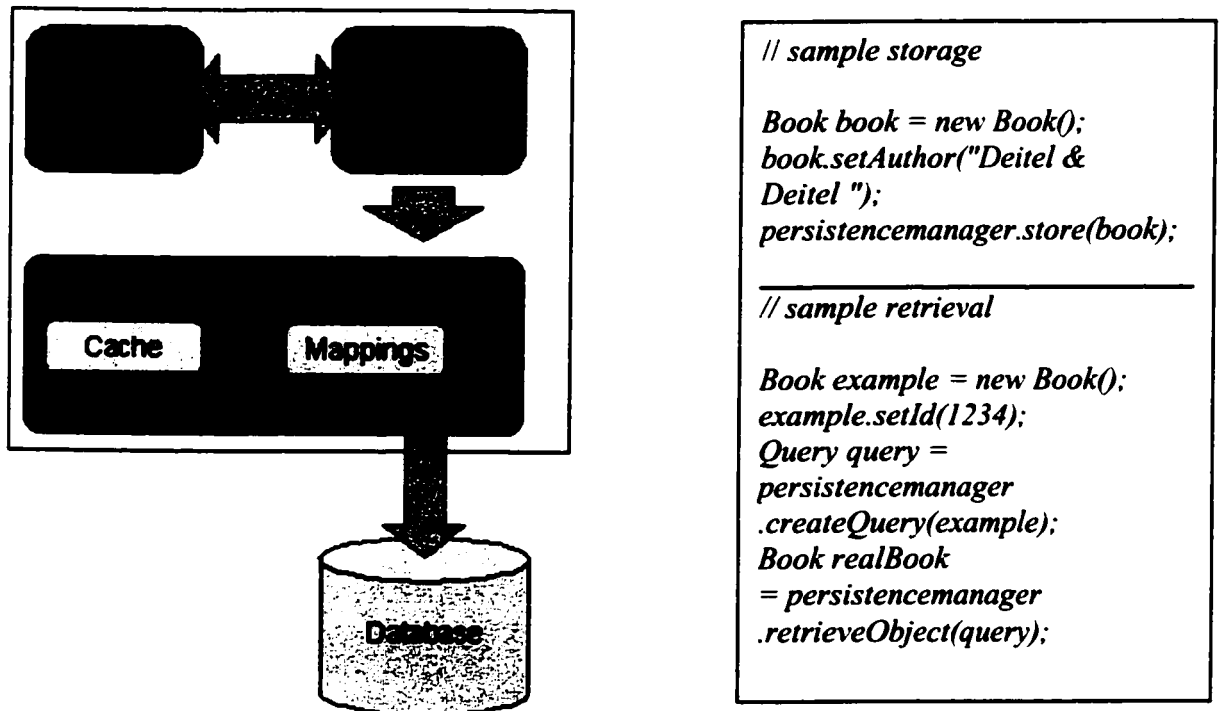 Cache
Mappings
Database
// sample storage
Book book = new Book();
book.setAuthor("Deitel &
Deitel ");
persistencemanager.store(book);
// sample retrieval
Book example = new Book();
example.setId(1234);
Query query =
persistencemanager
.createQuery(example);
Book realBook
= persistencemanager
.retrieveObject(query);